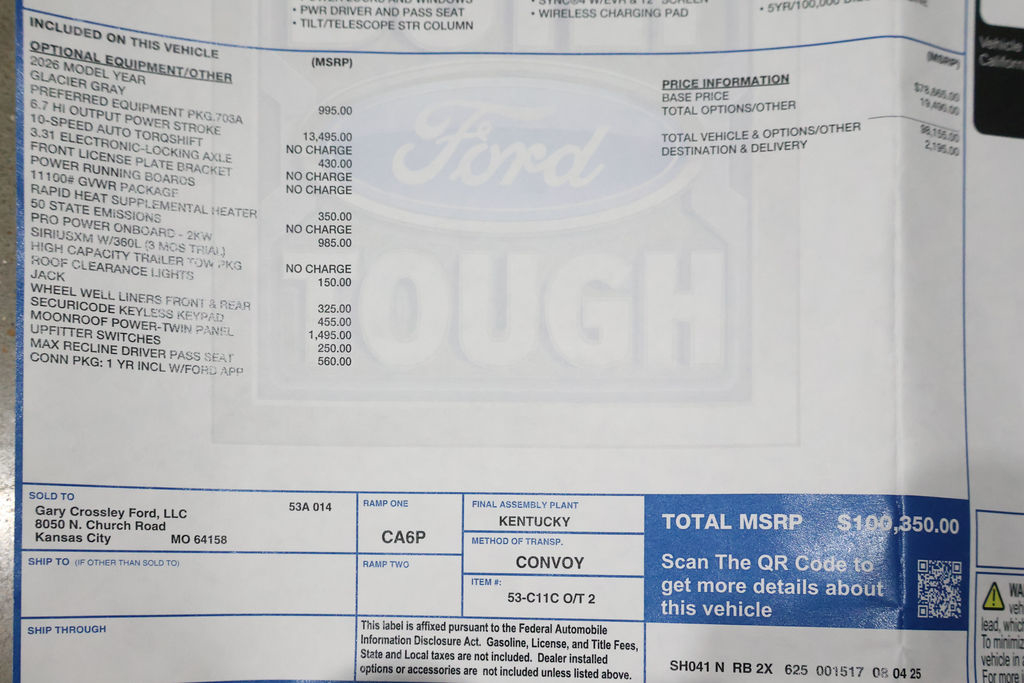 • PWR DRIVER AND PASS SEAT
• TILT/TELESCOPE STR COLUMN
• WIRELESS CHARGING PAD
INCLUDED ON THIS VEHICLE
(MSRP)
(MSRP)
OPTIONAL EQUIPMENT/OTHER
2026 MODEL YEAR
GLACIER GRAY
PREFERRED EQUIPMENT PKG.703A
6.7 HI OUTPUT POWER STROKE
10-SPEED AUTO TORQSHIFT
3.31 ELECTRONIC-LOCKING AXLE
FRONT LICENSE PLATE BRACKET
POWER RUNNING BOARDS
11100# GVWR PACKAGE
RAPID HEAT SUPPLEMENTAL HEATER
50 STATE EMISSIONS
PRO POWER ONBOARD - 2KW
SIRIUSXM W/360L (3 MOS TRIAL)
HIGH CAPACITY TRAILER TOW PKG
ROOF CLEARANCE LIGHTS
JACK
WHEEL WELL LINERS FRONT & REAR
SECURICODE KEYLESS KEYPAD
MOONROOF POWER-TWIN PANEL
UPFITTER SWITCHES
MAX RECLINE DRIVER PASS SEAT
CONN PKG: 1 YR INCL W/FORD APP
995.00
13,495.00
NO CHARGE
430.00
NO CHARGE
NO CHARGE
350.00
NO CHARGE
985.00
NO CHARGE
150.00
325.00
455.00
1,495.00
250.00
560.00
Ford
TOUGH
PRICE INFORMATION
BASE PRICE $78,665.00
TOTAL OPTIONS/OTHER 19,490.00
TOTAL VEHICLE & OPTIONS/OTHER 98,155.00
DESTINATION & DELIVERY 2,195.00
Vehicle
SOLD TO
53A 014
Gary Crossley Ford, LLC
8050 N. Church Road
Kansas City MO 64158
SHIP TO (IF OTHER THAN SOLD TO)
SHIP THROUGH
RAMP ONE
CA6P
RAMP TWO
FINAL ASSEMBLY PLANT
KENTUCKY
METHOD OF TRANSP.
CONVOY
ITEM #:
53-C11C O/T 2
This label is affixed pursuant to the Federal Automobile
Information Disclosure Act. Gasoline, License, and Title Fees,
State and Local taxes are not included. Dealer installed
options or accessories are not included unless listed above.
TOTAL MSRP $100,350.00
Scan The QR Code to
get more details about
this vehicle
SH041 N RB 2X 625 001517 08 04 25
lead, which
To minimize
vehicle in a
For more